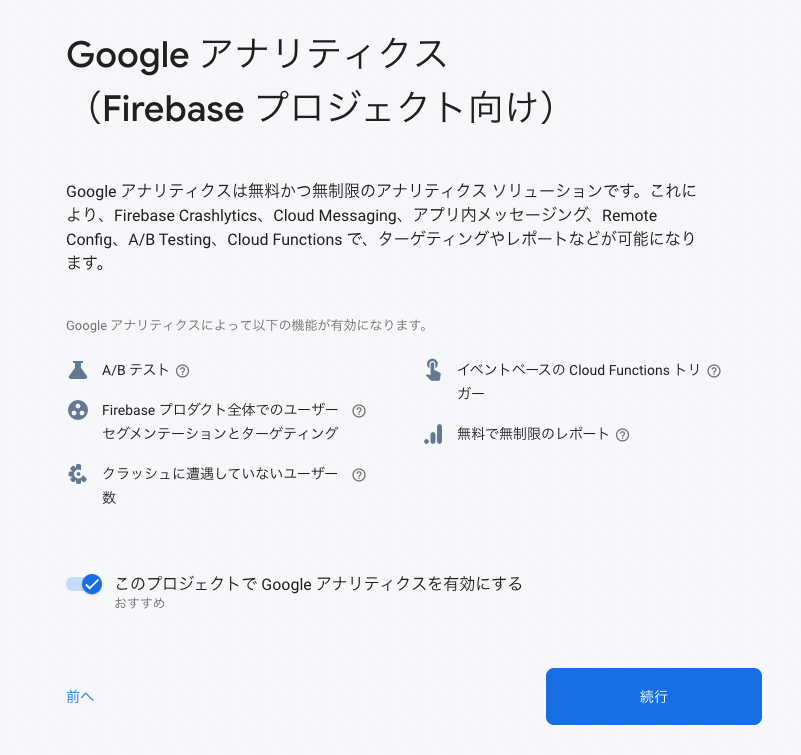 Google アナリティクス
（Firebase プロジェクト向け）
Google アナリティクスは無料かつ無制限のアナリティクス ソリューションです。これに
より、Firebase Crashlytics、Cloud Messaging、アプリ内メッセージング、Remote
Config、A/B Testing、Cloud Functions で、ターゲティングやレポートなどが可能になり
ます。
Google アナリティクスによって以下の機能が有効になります。
A/B テスト
Firebase プロダクト全体でのユーザー
セグメンテーションとターゲティング
クラッシュに遭遇していないユーザー
数
イベントベースの Cloud Functions トリ
ガー
無料で無制限のレポート
このプロジェクトで Google アナリティクスを有効にする
おすすめ
前へ
続行